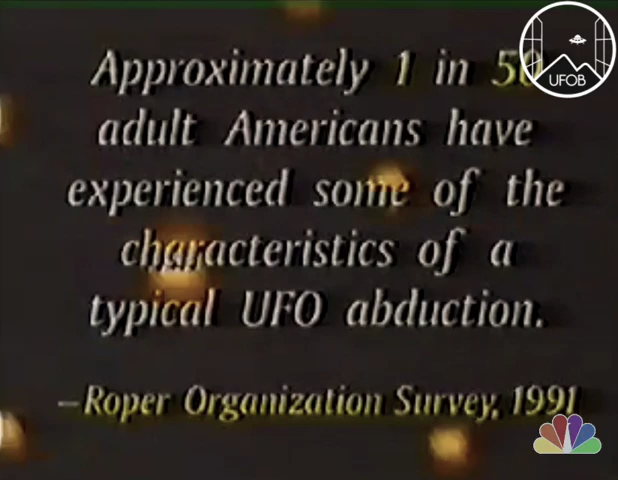 Approximately 1 in 50
adult Americans have
experienced some of the
characteristics of a
typical UFO abduction.
–Roper Organization Survey, 1991
UFOB